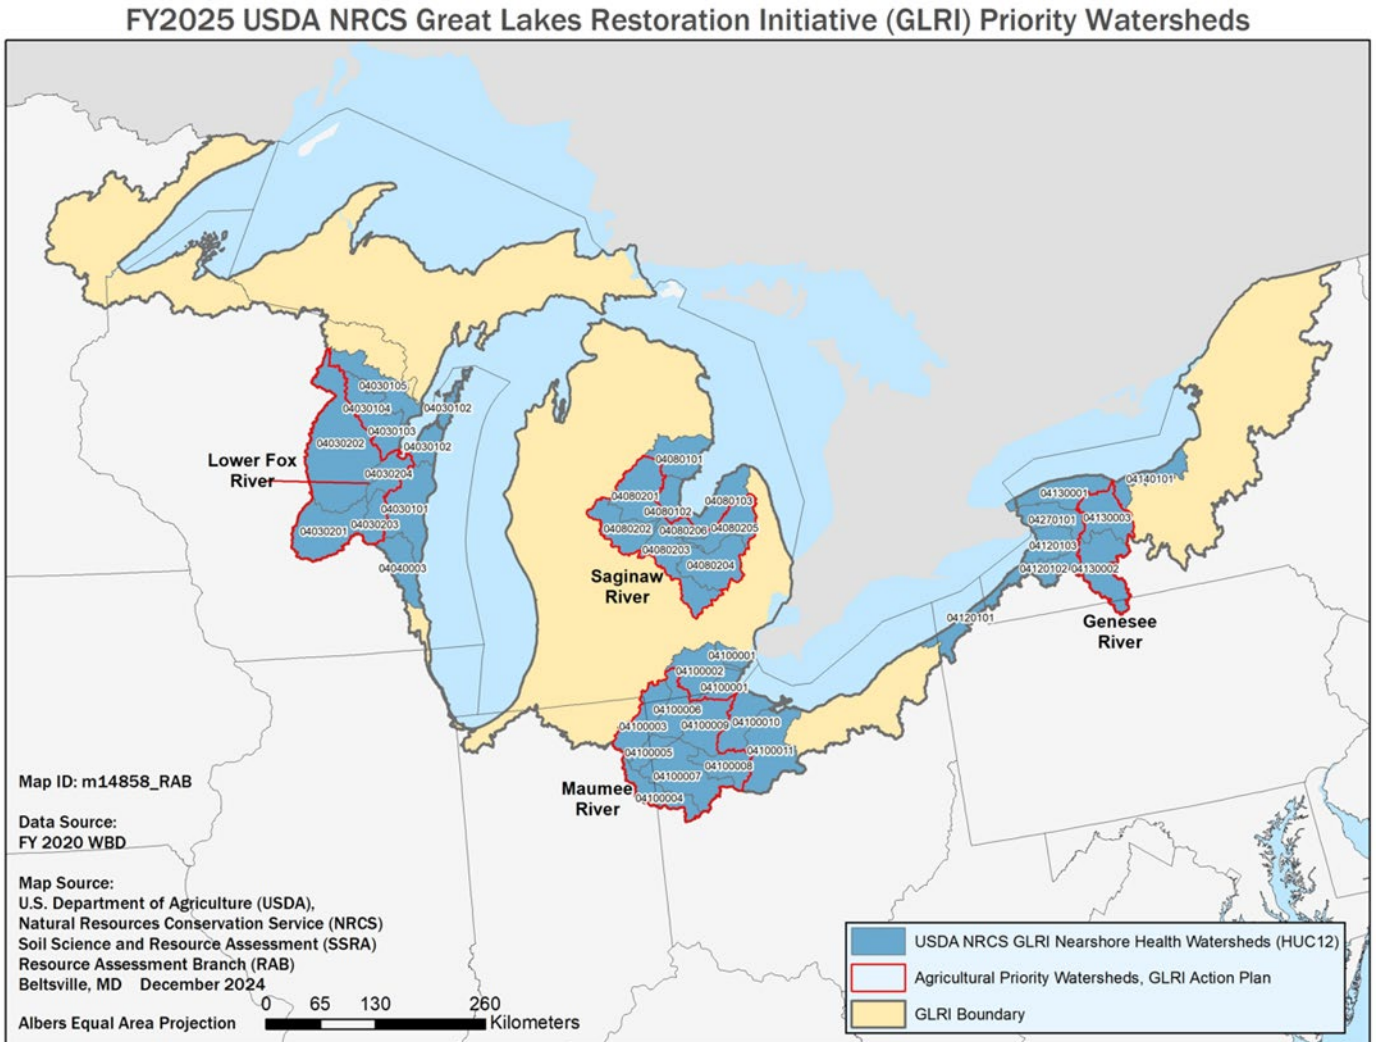 FY2025 USDA NRCS Great Lakes Restoration Initiative (GLRI) Priority Watersheds
04030105
04030104
04030102
04030103
04030202
04030102
Lower Fox
River
04030204
04030101
04030203
04030201
04040003
04080101
04080201
04080103
04080102
04080202
04080206
04080205
04080203
04080204
Saginaw
River
04140101
04130001
04270101
04130003
04120103
04120102
04130002
04120101
Genesee
River
04100001
04100002
04100001
04100006
04100003
04100009
04100010
04100005
04100011
04100008
04100007
04100004
Maumee
River
Map ID: m14858_RAB
Data Source:
FY 2020 WBD
Map Source:
U.S. Department of Agriculture (USDA),
Natural Resources Conservation Service (NRCS)
Soil Science and Resource Assessment (SSRA)
Resource Assessment Branch (RAB)
Beltsville, MD December 2024
0 65 130 260
Kilometers
Albers Equal Area Projection
USDA NRCS GLRI Nearshore Health Watersheds (HUC12)
Agricultural Priority Watersheds, GLRI Action Plan
GLRI Boundary